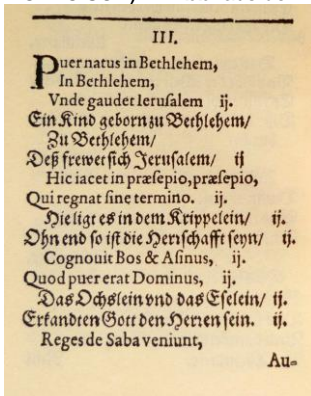 III.
Puer natus in Bethlehem,
In Bethlehem,
Vnde gaudet Ierusalem ij.
Ein Kind geborn zu Bethlehem/
Zu Bethlehem/
Deß frewet sich Jerusalem/ ij
Hic iacet in præsepio, præsepio,
Qui regnat sine termino. ij.
Hie ligt es in dem Krippelein/ ij.
Ohn end so ist die Herrschafft seyn/ ij.
Cognouit Bos & Asinus, ij.
Quod puer erat Dominus, ij.
Das Ochslein vnd das Eselein/ ij.
Erkandten Gott den Herren sein. ij.
Reges de Saba veniunt,
Au-